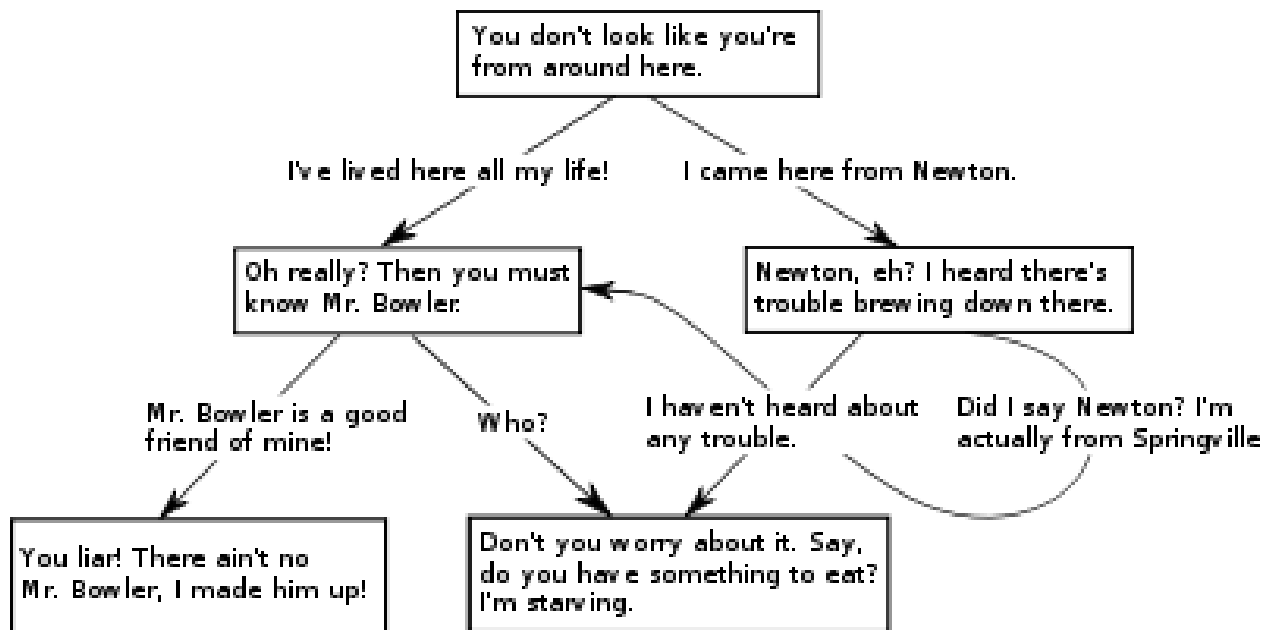 You don't look like you're
from around here.
I've lived here all my life!
I came here from Newton.
Oh really? Then you must
know Mr. Bowler.
Newton, eh? I heard there's
trouble brewing down there.
Mr. Bowler is a good
friend of mine!
Who?
I haven't heard about
any trouble.
Did I say Newton? I'm
actually from Springville
You liar! There ain't no
Mr. Bowler, I made him up!
Don't you worry about it. Say,
do you have something to eat?
I'm starving.